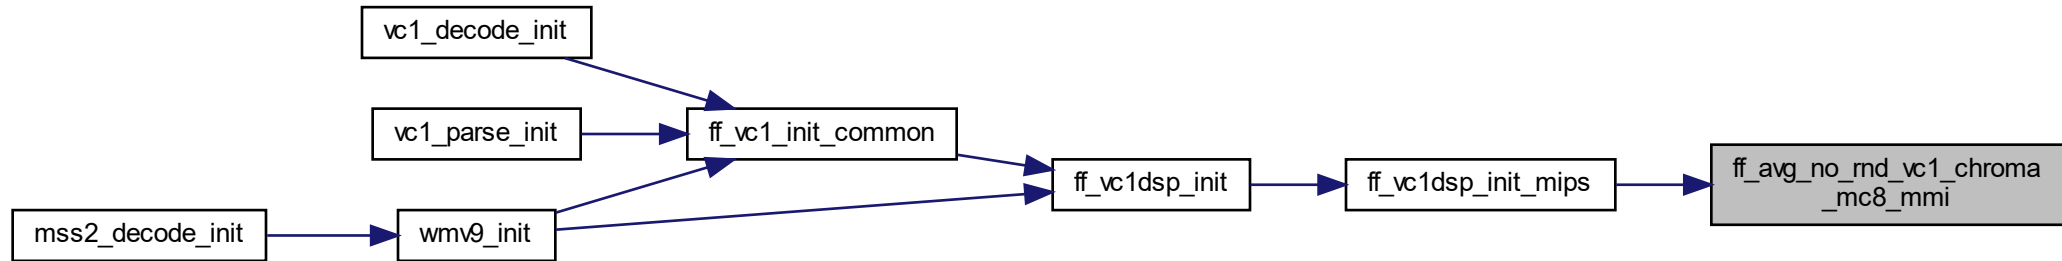 vc1_decode_init
vc1_parse_init
ff_vc1_init_common
ff_avg_no_rnd_vc1_chroma
_mc8_mmi
ff_vc1dsp_init
ff_vc1dsp_init_mips
mss2_decode_init
wmv9_init